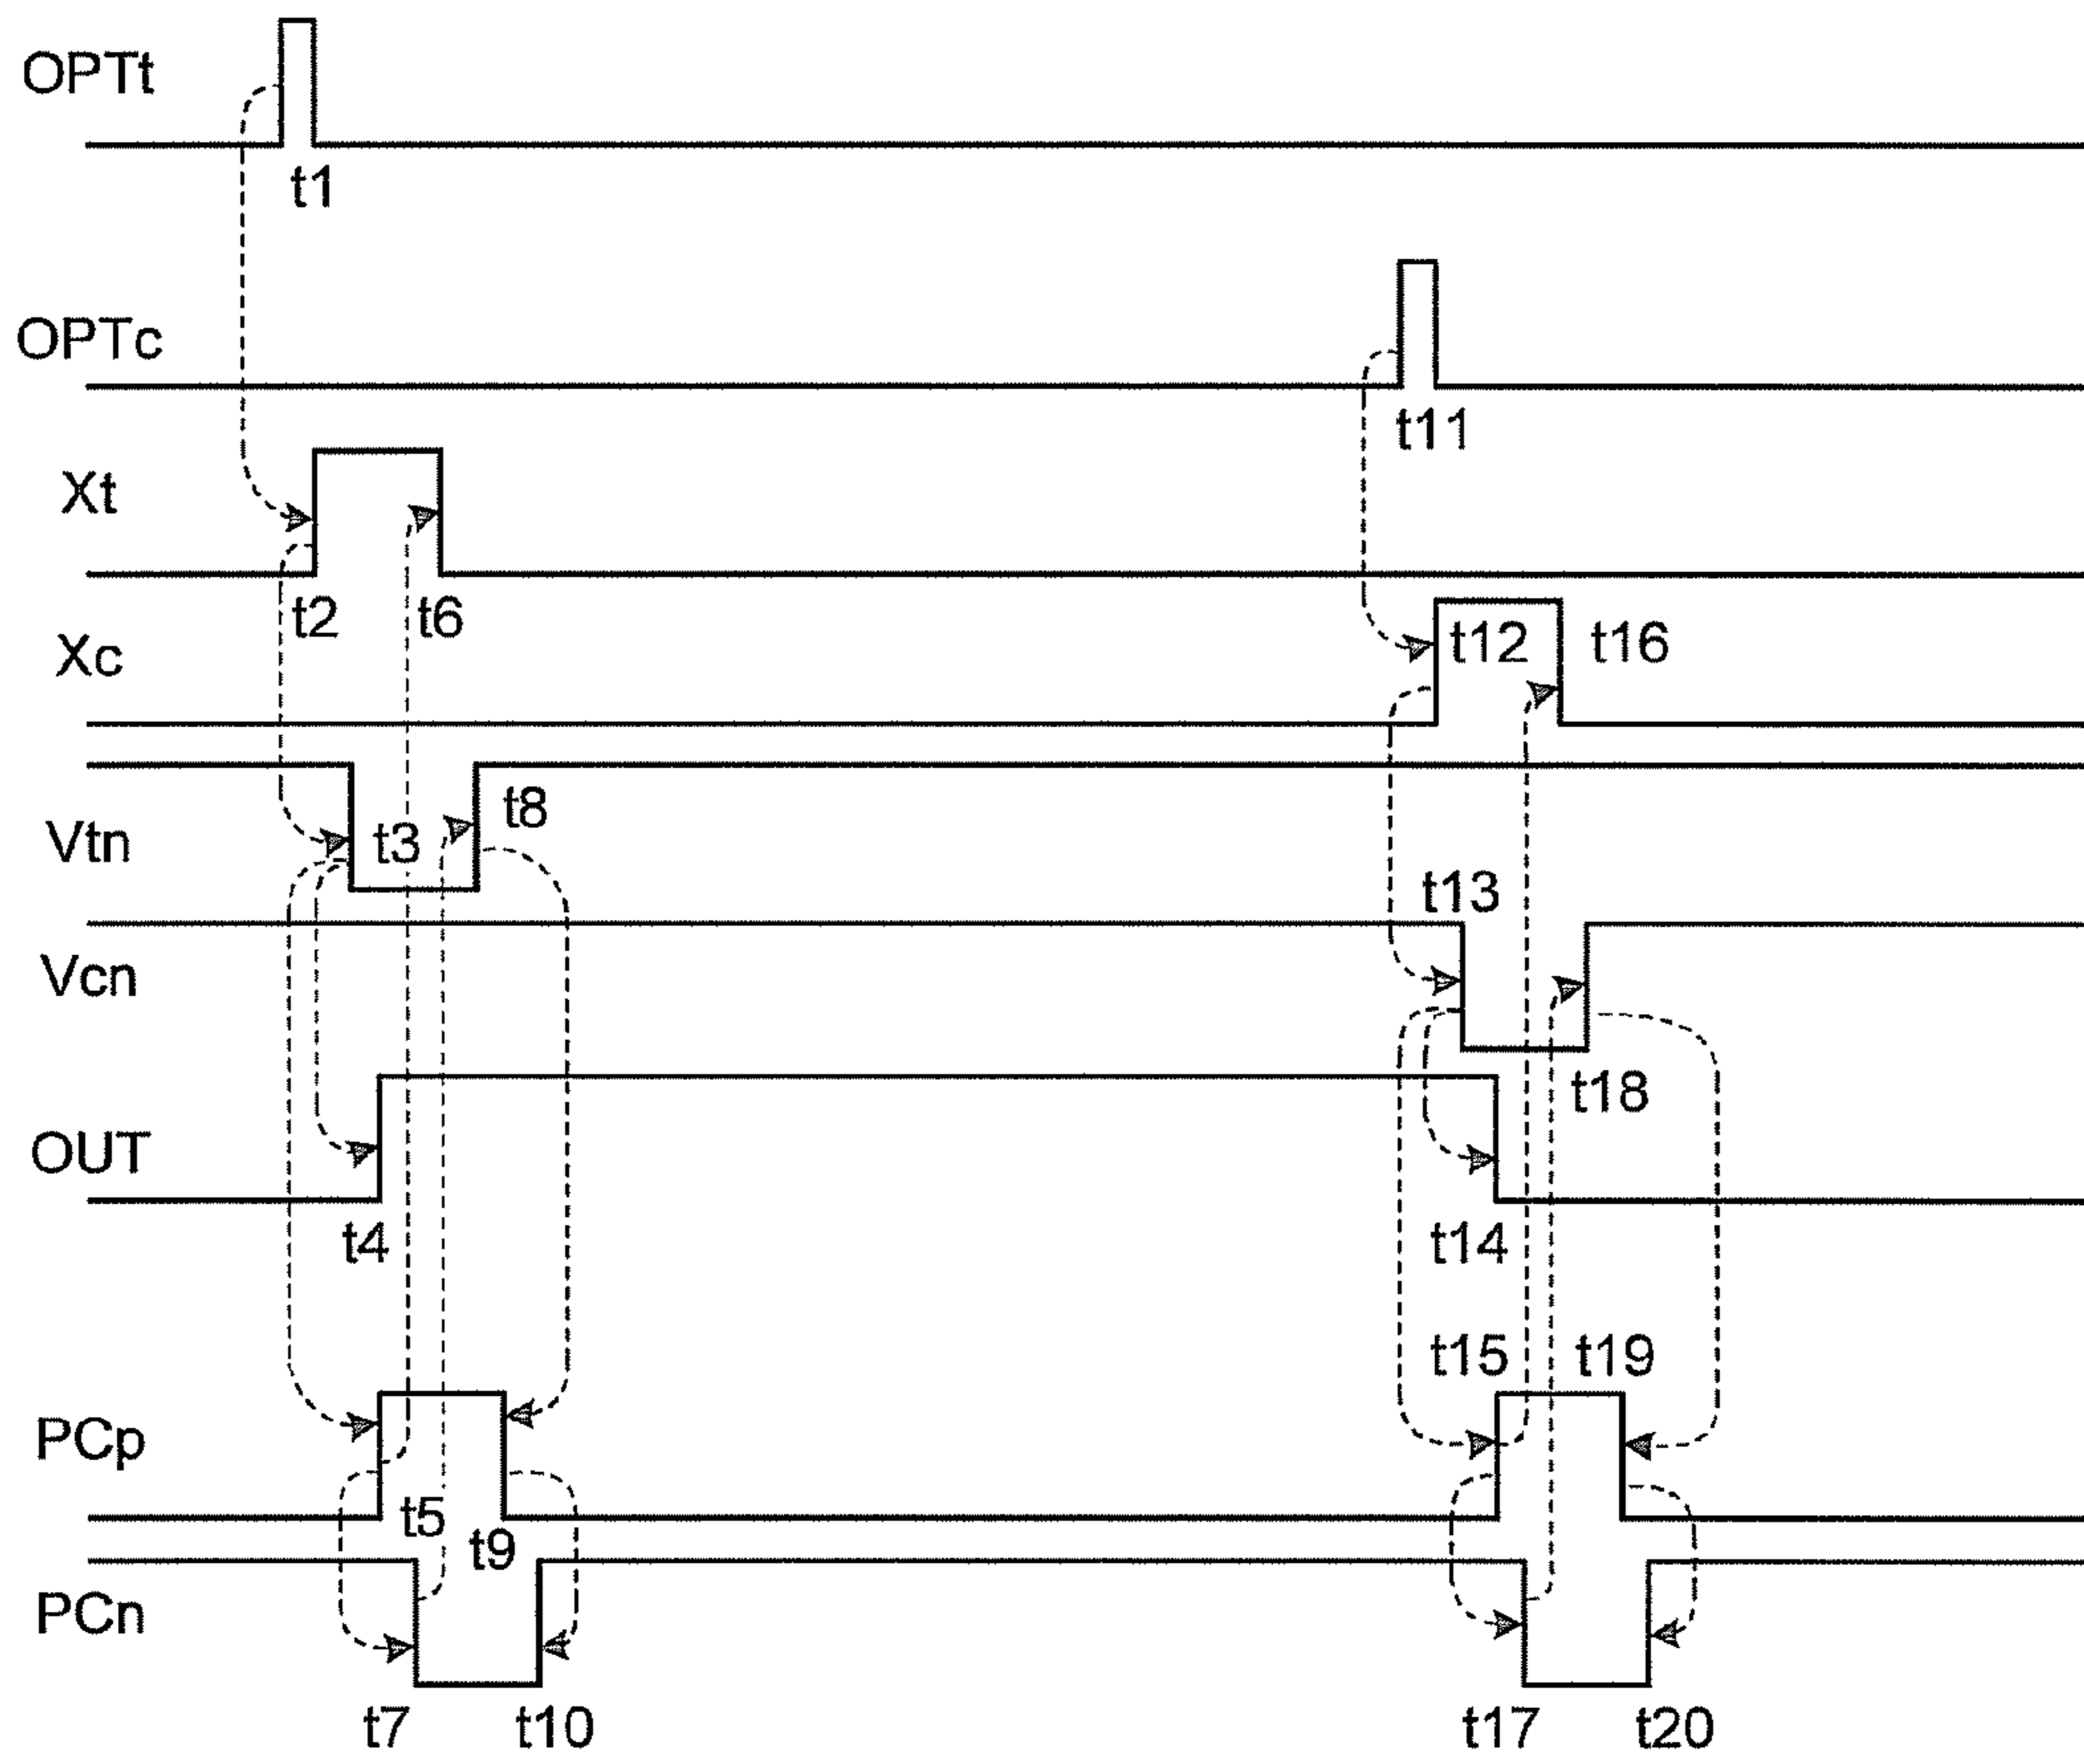 OPTt
t1
OPTc
t11
Xt
t2 t6
Xc
t12 t16
Vtn
t3 t8
t13
Vcn
t18
OUT
t4 t14
t15 t19
PCp
t5 t9
PCn
t7 t10 t17 t20